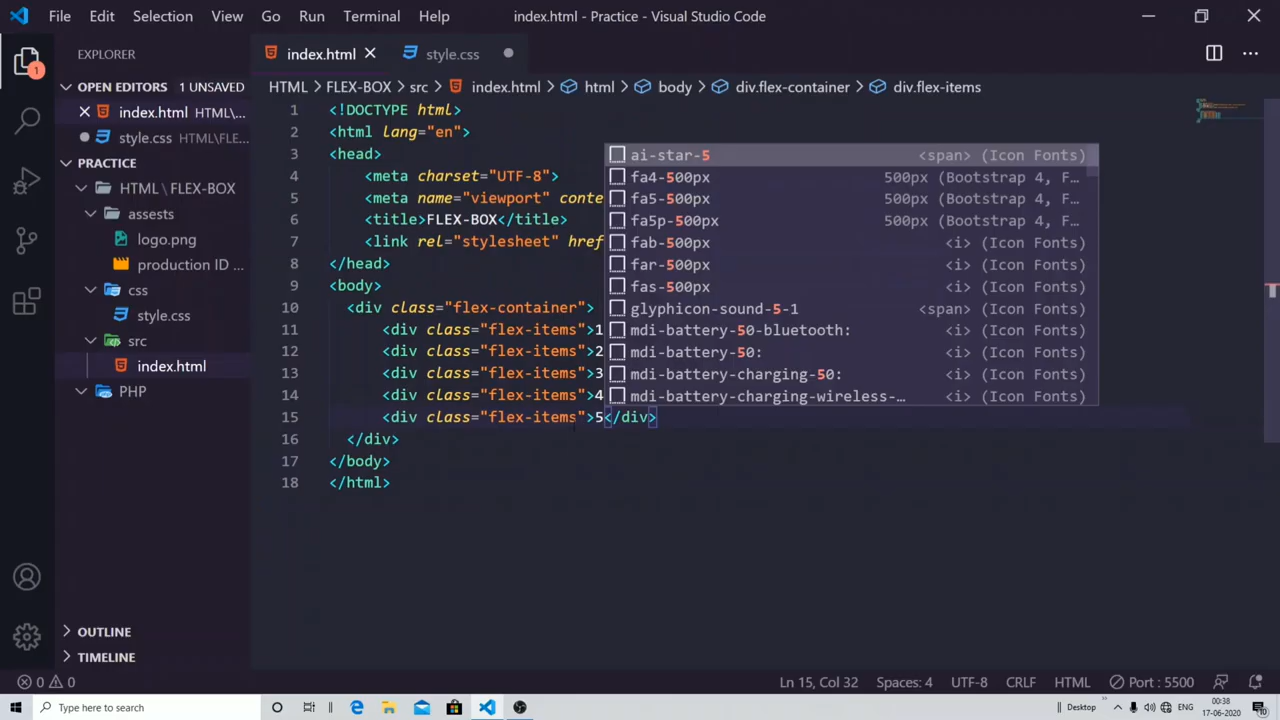 File Edit Selection View Go Run Terminal Help index.html - Practice - Visual Studio Code
EXPLORER
OPEN EDITORS 1 UNSAVED
index.html HTML\...
style.css HTML\FLE...
PRACTICE
HTML \ FLEX-BOX
assests
logo.png
production ID ...
css
style.css
src
index.html
PHP
OUTLINE
TIMELINE
1
index.html style.css
HTML > FLEX-BOX > src > index.html > html > body > div.flex-container > div.flex-items
1 <!DOCTYPE html>
2 <html lang="en">
3 <head>
4 <meta charset="UTF-8">
5 <meta name="viewport" conte
6 <title>FLEX-BOX</title>
7 <link rel="stylesheet" href
8 </head>
9 <body>
10 <div class="flex-container">
11 <div class="flex-items">1
12 <div class="flex-items">2
13 <div class="flex-items">3
14 <div class="flex-items">4
15 <div class="flex-items">5</div>
16 </div>
17 </body>
18 </html>
ai-star-5 <span> (Icon Fonts)
fa4-500px 500px (Bootstrap 4, F...
fa5-500px 500px (Bootstrap 4, F...
fa5p-500px 500px (Bootstrap 4, F...
fab-500px <i> (Icon Fonts)
far-500px <i> (Icon Fonts)
fas-500px <i> (Icon Fonts)
glyphicon-sound-5-1 <span> (Icon Fonts)
mdi-battery-50-bluetooth: <i> (Icon Fonts)
mdi-battery-50: <i> (Icon Fonts)
mdi-battery-charging-50: <i> (Icon Fonts)
mdi-battery-charging-wireless-... <i> (Icon Fonts)
0 0 Ln 15, Col 32 Spaces: 4 UTF-8 CRLF HTML Port : 5500
Type here to search Desktop ENG 00:38
17-06-2020 10